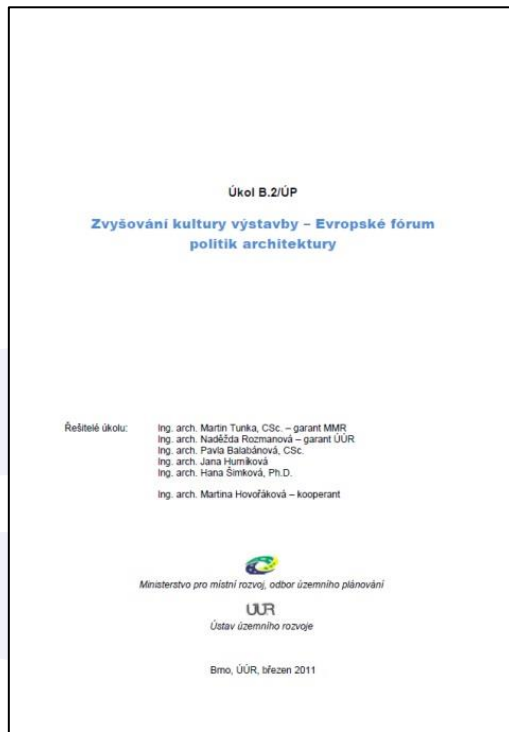 Úkol B.2/ÚP
Zvyšování kultury výstavby – Evropské fórum
politik architektury
Řešitelé úkolu: Ing. arch. Martin Tunka, CSc. – garant MMR
Ing. arch. Naděžda Rozmanová – garant ÚÚR
Ing. arch. Pavla Balabánová, CSc.
Ing. arch. Jana Hurníková
Ing. arch. Hana Šimková, Ph.D.
Ing. arch. Martina Hovořáková – kooperant
Ministerstvo pro místní rozvoj, odbor územního plánování
ÚÚR
Ústav územního rozvoje
Brno, ÚÚR, březen 2011